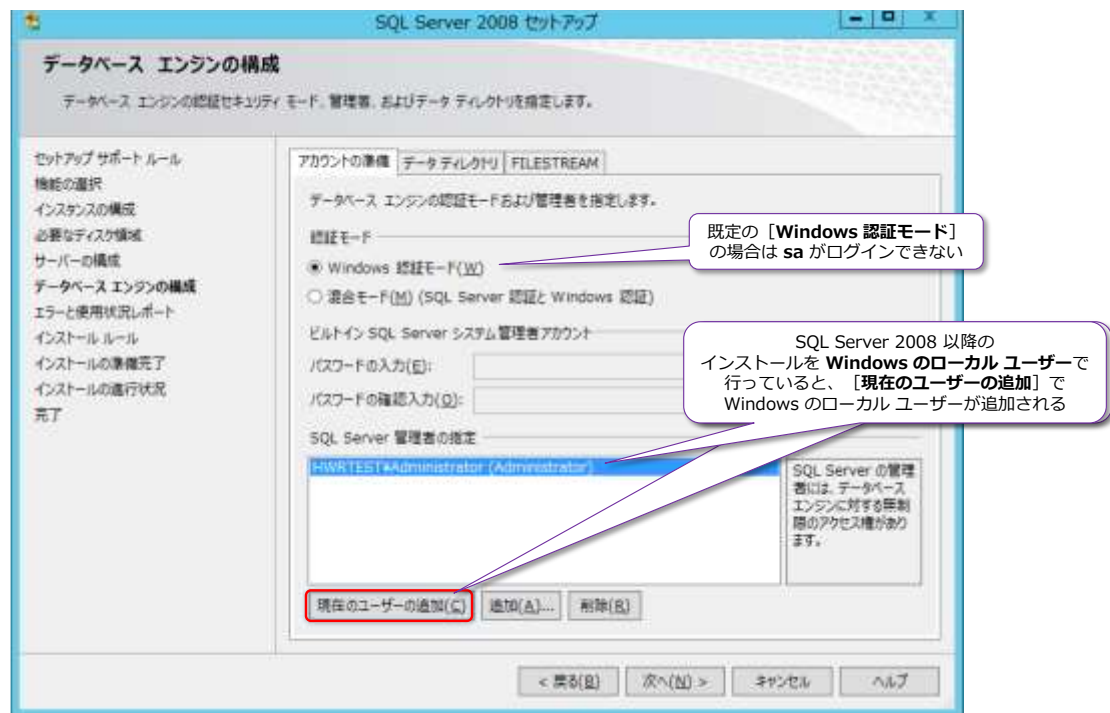 SQL Server 2008 セットアップ
データベース エンジンの構成
データベース エンジンの認証セキュリティ モード、管理者、およびデータ ディレクトリを指定します。
セットアップ サポート ルール
機能の選択
インスタンスの構成
必要なディスク領域
サーバーの構成
データベース エンジンの構成
エラーと使用状況レポート
インストール ルール
インストールの準備完了
インストールの進行状況
完了
アカウントの準備 データ ディレクトリ FILESTREAM
データベース エンジンの認証モードおよび管理者を指定します。
認証モード
Windows 認証モード(W)
混合モード(M) (SQL Server 認証と Windows 認証)
既定の［Windows 認証モード］
の場合は sa がログインできない
ビルトイン SQL Server システム管理者アカウント
パスワードの入力(E):
パスワードの確認入力(O):
SQL Server 2008 以降の
インストールを Windows のローカル ユーザーで
行っていると、［現在のユーザーの追加］で
Windows のローカル ユーザーが追加される
SQL Server 管理者の指定
HWRTEST¥Administrator (Administrator)
SQL Server の管理
者には、データベース
エンジンに対する無制
限のアクセス権があり
ます。
現在のユーザーの追加(C) 追加(A)... 削除(R)
< 戻る(B) 次へ(N) > キャンセル ヘルプ